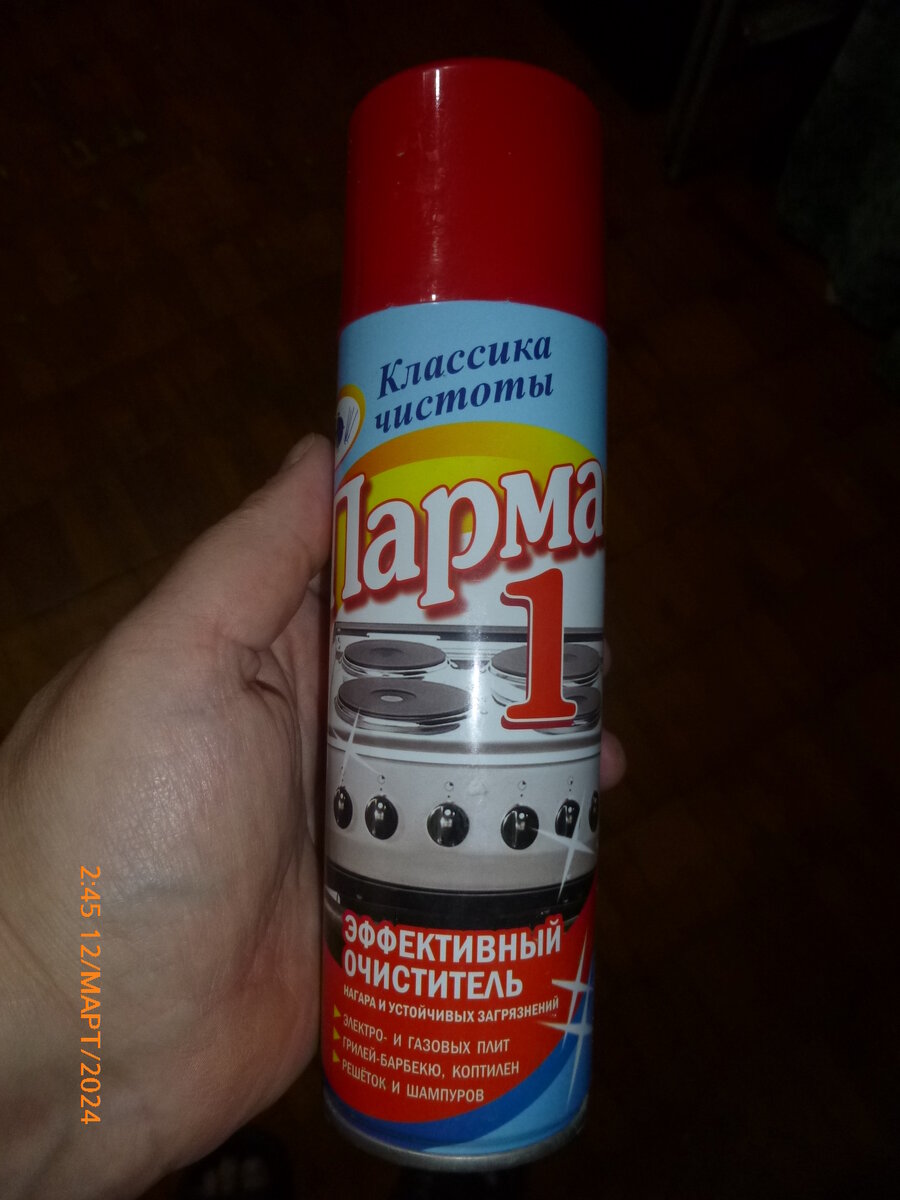 Классика
чистоты
Парма
1
ЭФФЕКТИВНЫЙ
ОЧИСТИТЕЛЬ
НАГАРА И УСТОЙЧИВЫХ ЗАГРЯЗНЕНИЙ
ЭЛЕКТРО- И ГАЗОВЫХ ПЛИТ
ГРИЛЕЙ-БАРБЕКЮ, КОПТИЛЕН
РЕШЁТОК И ШАМПУРОВ
2:45 12/МАРТ/2024